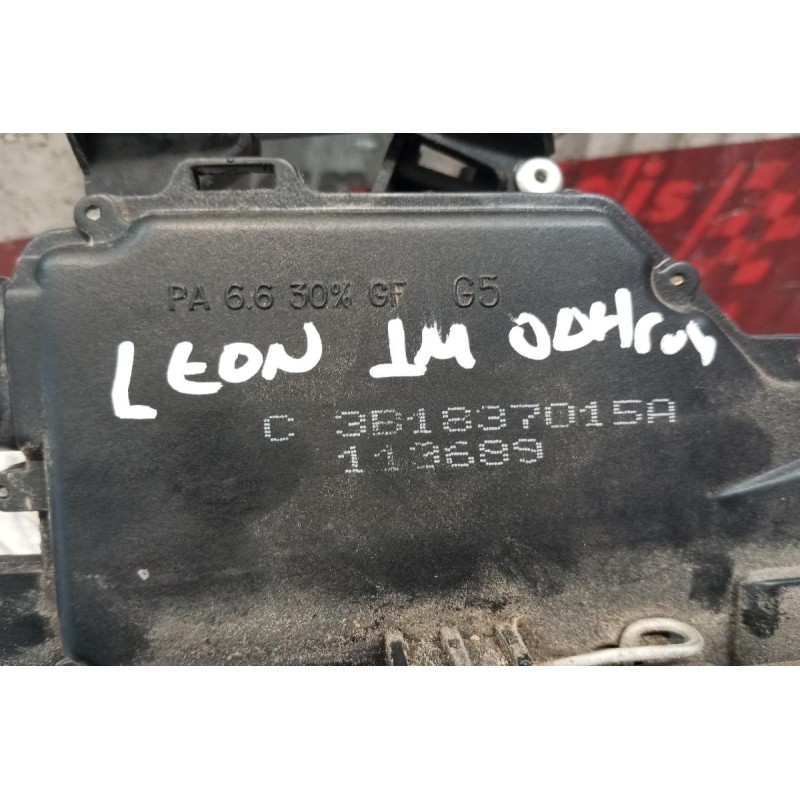 PA 6.6 30% GF G5
LEON 1M
C 3B1837015A
113689